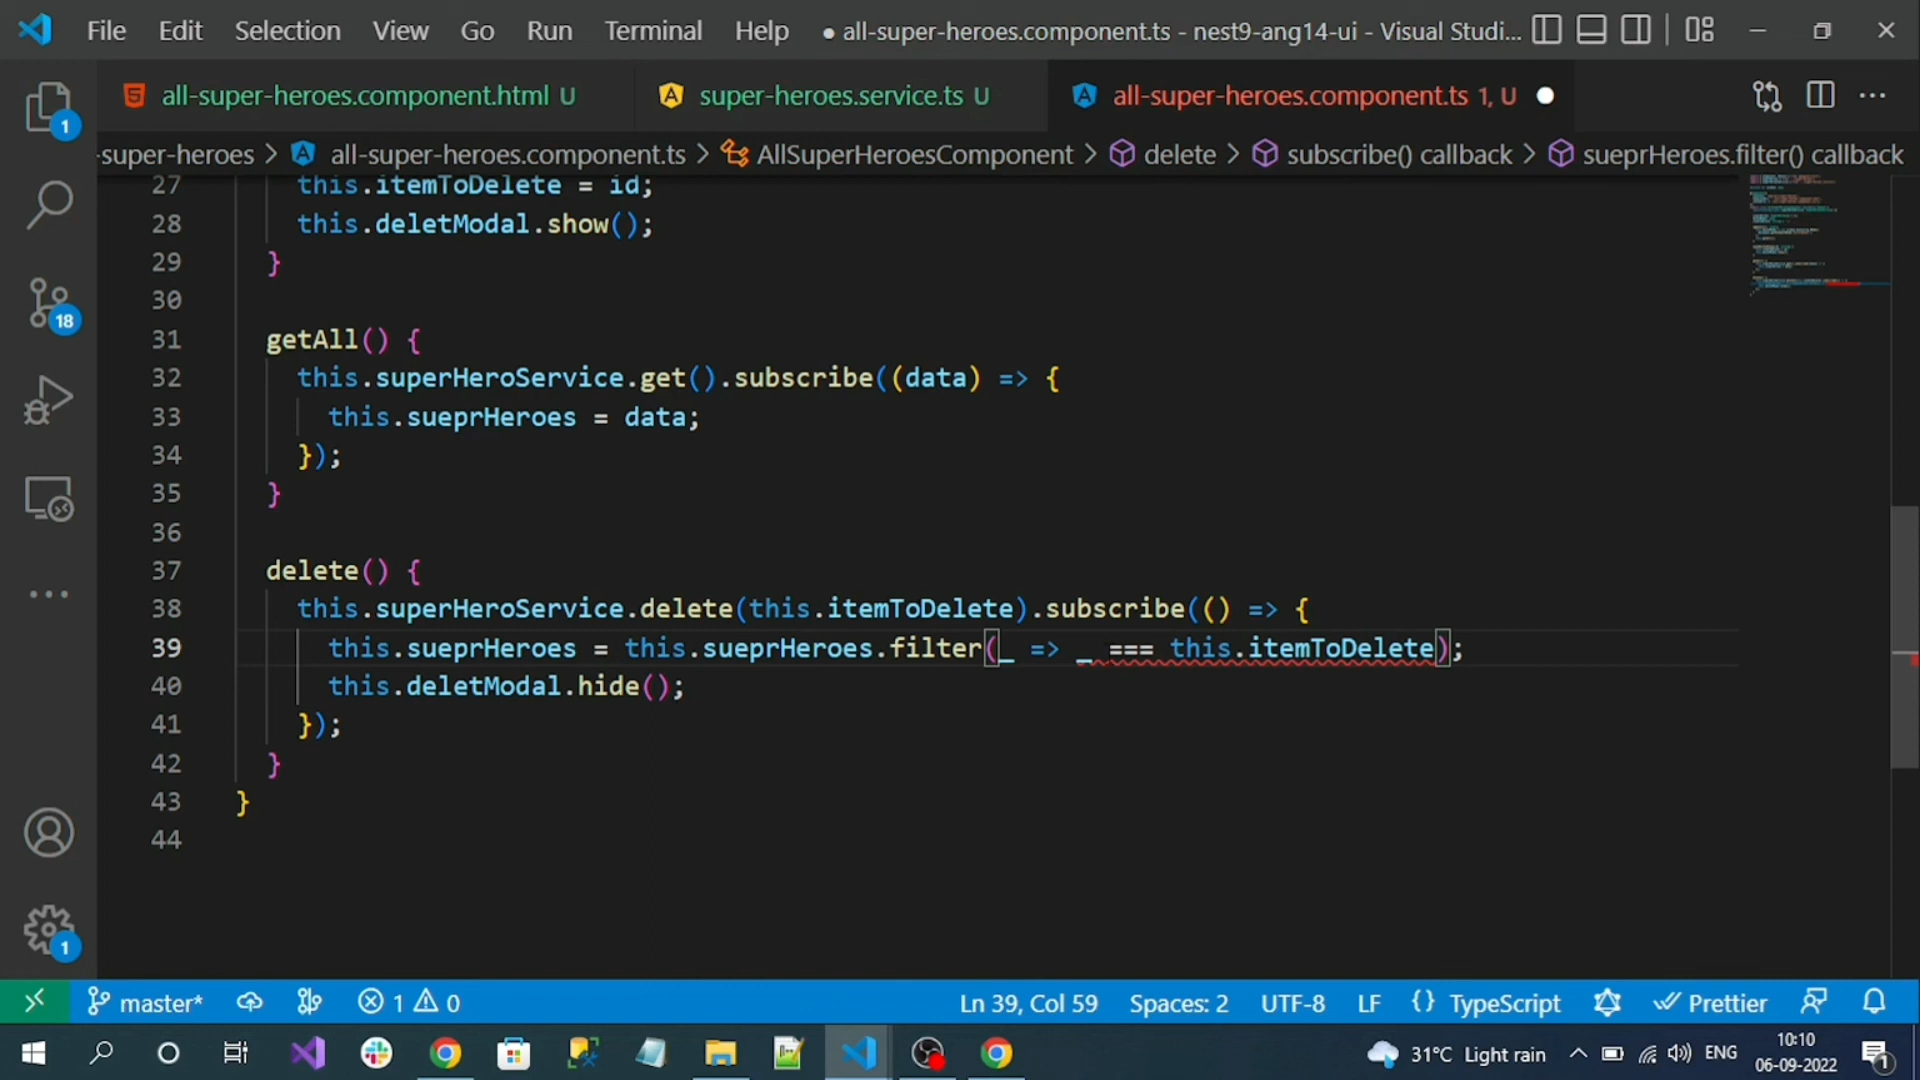 File Edit Selection View Go Run Terminal Help ● all-super-heroes.component.ts - nest9-ang14-ui - Visual Studi...
all-super-heroes.component.html U super-heroes.service.ts U all-super-heroes.component.ts 1, U
-super-heroes > all-super-heroes.component.ts > AllSuperHeroesComponent > delete > subscribe() callback > sueprHeroes.filter() callback
27 this.itemToDelete = id;
28 this.deletModal.show();
29 }
30
31 getAll() {
32 this.superHeroService.get().subscribe((data) => {
33 this.sueprHeroes = data;
34 });
35 }
36
37 delete() {
38 this.superHeroService.delete(this.itemToDelete).subscribe(() => {
39 this.sueprHeroes = this.sueprHeroes.filter(_ => _ === this.itemToDelete);
40 this.deletModal.hide();
41 });
42 }
43 }
44
1
18
1
master* 1 0 Ln 39, Col 59 Spaces: 2 UTF-8 LF {} TypeScript Prettier
31°C Light rain ENG 10:10
06-09-2022 1